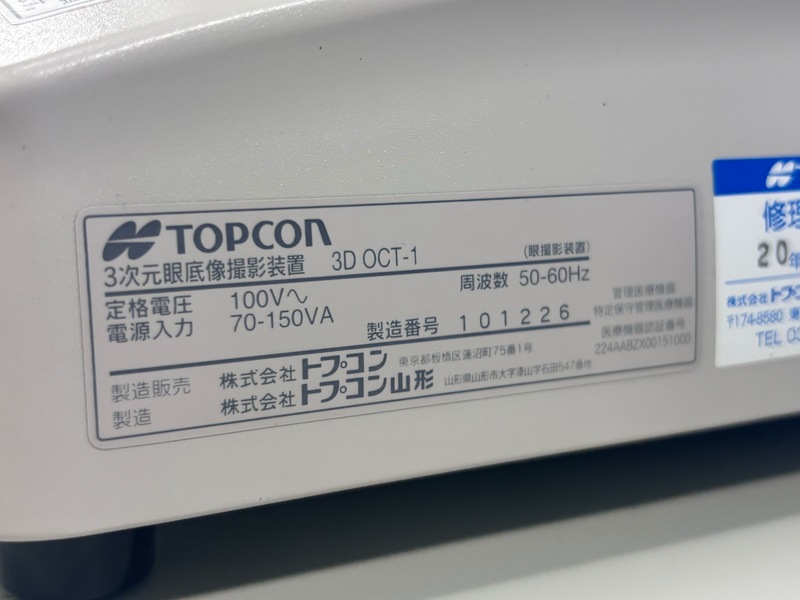 TOPCON
3次元眼底像撮影装置 3D OCT-1 (眼撮影装置)
定格電圧 100V～ 周波数 50-60Hz
電源入力 70-150VA 製造番号 101226
管理医療機器
特定保守管理医療機器
医療機器認証番号
224AABZX00151000
製造販売 株式会社トプコン 東京都板橋区蓮沼町75番1号
製造 株式会社トプコン山形 山形県山形市大字漆山字石田547番地
修理
20年
株式会社トプコ
〒174-8580 東
TEL 03